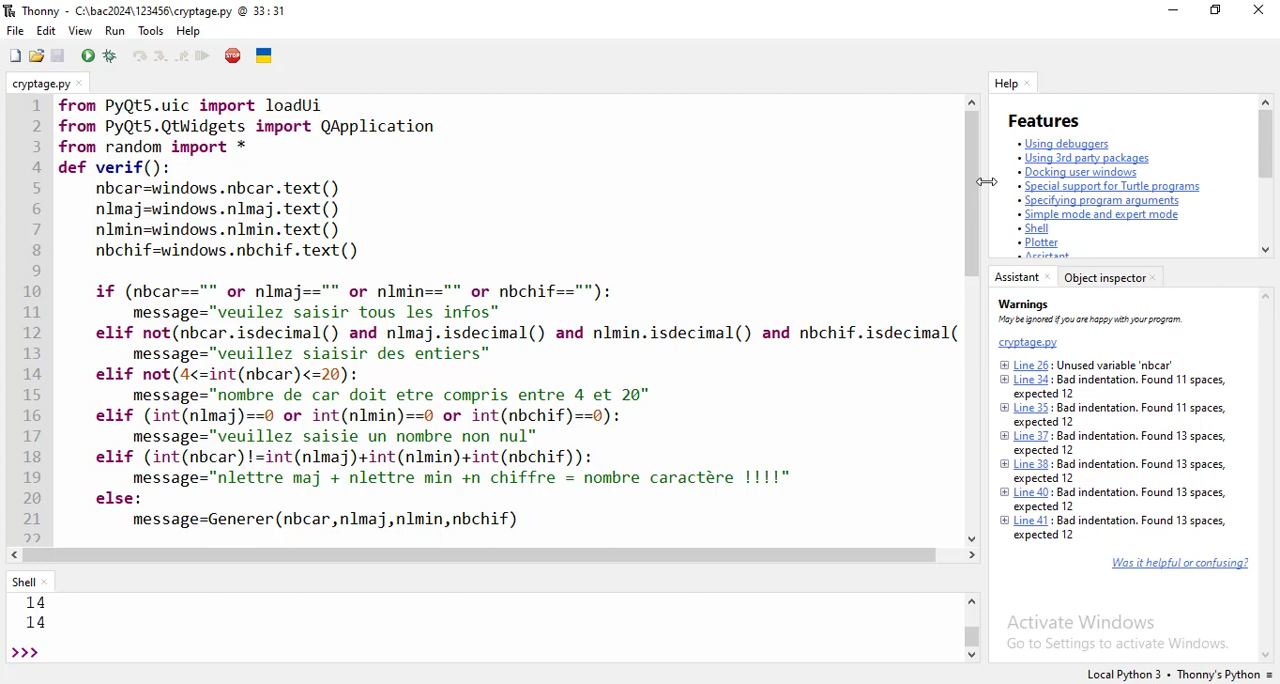 Thonny - C:\bac2024\123456\cryptage.py @ 33 : 31
File Edit View Run Tools Help
STOP
cryptage.py ×
1 from PyQt5.uic import loadUi
2 from PyQt5.QtWidgets import QApplication
3 from random import *
4 def verif():
5     nbcar=windows.nbcar.text()
6     nlmaj=windows.nlmaj.text()
7     nlmin=windows.nlmin.text()
8     nbchif=windows.nbchif.text()
9
10     if (nbcar=="" or nlmaj=="" or nlmin=="" or nbchif==""):
11         message="veuilez saisir tous les infos"
12     elif not(nbcar.isdecimal() and nlmaj.isdecimal() and nlmin.isdecimal() and nbchif.isdecimal(
13         message="veuillez siaisir des entiers"
14     elif not(4<=int(nbcar)<=20):
15         message="nombre de car doit etre compris entre 4 et 20"
16     elif (int(nlmaj)==0 or int(nlmin)==0 or int(nbchif)==0):
17         message="veuillez saisie un nombre non nul"
18     elif (int(nbcar)!=int(nlmaj)+int(nlmin)+int(nbchif)):
19         message="nlettre maj + nlettre min +n chiffre = nombre caractère !!!!"
20     else:
21         message=Generer(nbcar,nlmaj,nlmin,nbchif)
22
Shell ×
14
14
>>>
Help ×
Features
• Using debuggers
• Using 3rd party packages
• Docking user windows
• Special support for Turtle programs
• Specifying program arguments
• Simple mode and expert mode
• Shell
• Plotter
• Assistant
Assistant × Object inspector ×
Warnings
May be ignored if you are happy with your program.
cryptage.py
Line 26 : Unused variable 'nbcar'
Line 34 : Bad indentation. Found 11 spaces,
expected 12
Line 35 : Bad indentation. Found 11 spaces,
expected 12
Line 37 : Bad indentation. Found 13 spaces,
expected 12
Line 38 : Bad indentation. Found 13 spaces,
expected 12
Line 40 : Bad indentation. Found 13 spaces,
expected 12
Line 41 : Bad indentation. Found 13 spaces,
expected 12
Was it helpful or confusing?
Activate Windows
Go to Settings to activate Windows.
Local Python 3 • Thonny's Python ≡